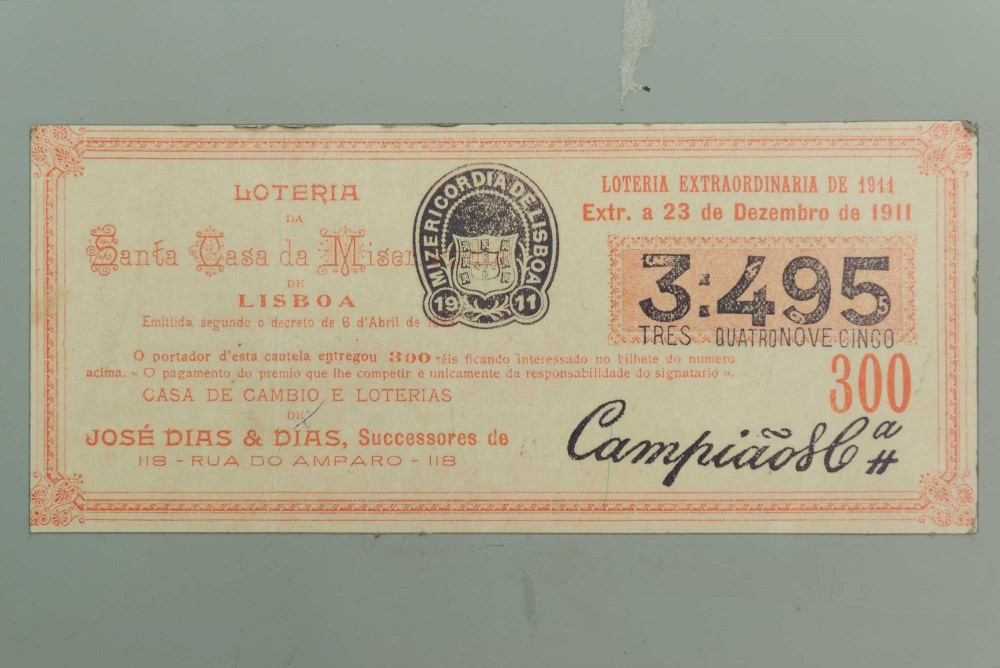 LOTERIA
DA
Santa Casa da
DE
LISBOA
Emittida segundo o decreto de 6 d'Abril de
MIZERICORDIA DE LISBOA
19 11
LOTERIA EXTRAORDINARIA DE 1911
Extr. a 23 de Dezembro de 1911
3:495
TRES QUATRO NOVE CINCO
300
O portador d'esta cautela entregou 300 réis ficando interessado no bilhete do numero
acima. « O pagamento do premio que lhe competir e unicamente da responsabilidade do signatario ».
CASA DE CAMBIO E LOTERIAS
DE
JOSÉ DIAS & DIAS, Successores de
118 - RUA DO AMPARO - 118
Campião & C.ª